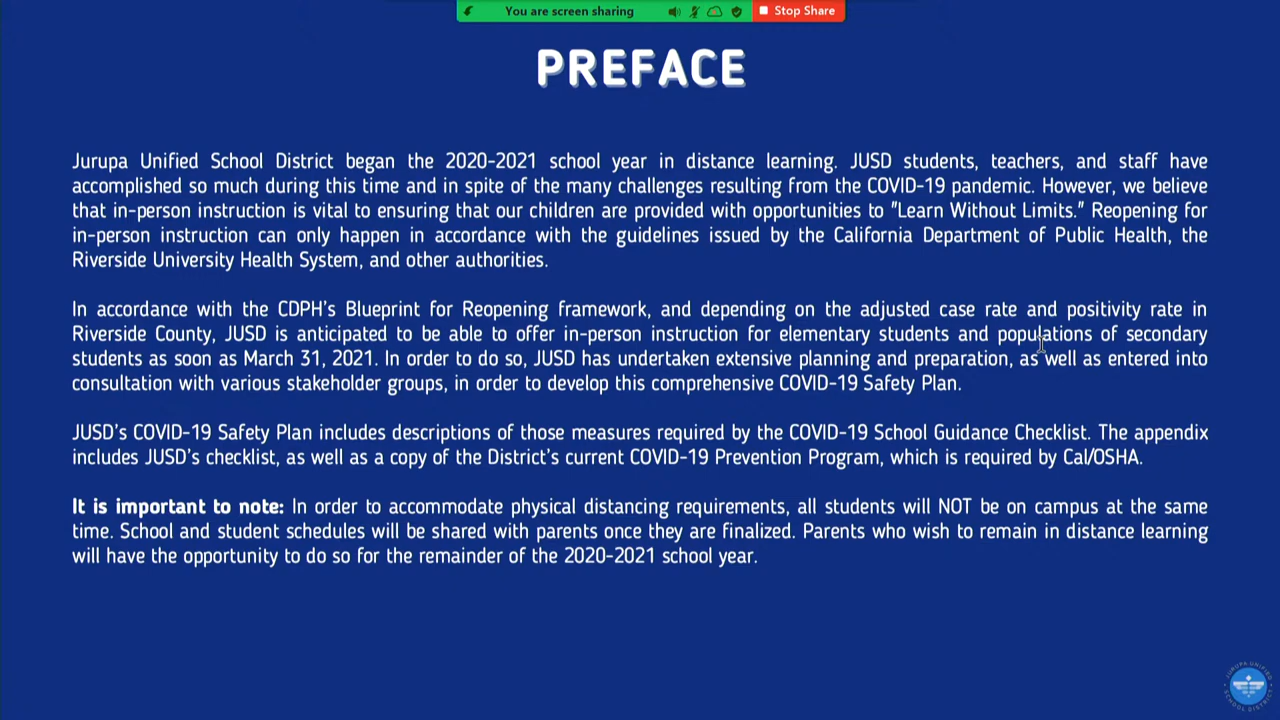 You are screen sharing
Stop Share
PREFACE
Jurupa Unified School District began the 2020-2021 school year in distance learning. JUSD students, teachers, and staff have
accomplished so much during this time and in spite of the many challenges resulting from the COVID-19 pandemic. However, we believe
that in-person instruction is vital to ensuring that our children are provided with opportunities to "Learn Without Limits." Reopening for
in-person instruction can only happen in accordance with the guidelines issued by the California Department of Public Health, the
Riverside University Health System, and other authorities.
In accordance with the CDPH's Blueprint for Reopening framework, and depending on the adjusted case rate and positivity rate in
Riverside County, JUSD is anticipated to be able to offer in-person instruction for elementary students and populations of secondary
students as soon as March 31, 2021. In order to do so, JUSD has undertaken extensive planning and preparation, as well as entered into
consultation with various stakeholder groups, in order to develop this comprehensive COVID-19 Safety Plan.
JUSD's COVID-19 Safety Plan includes descriptions of those measures required by the COVID-19 School Guidance Checklist. The appendix
includes JUSD's checklist, as well as a copy of the District's current COVID-19 Prevention Program, which is required by Cal/OSHA.
It is important to note: In order to accommodate physical distancing requirements, all students will NOT be on campus at the same
time. School and student schedules will be shared with parents once they are finalized. Parents who wish to remain in distance learning
will have the opportunity to do so for the remainder of the 2020-2021 school year.
JURUPA UNIFIED
SCHOOL DISTRICT